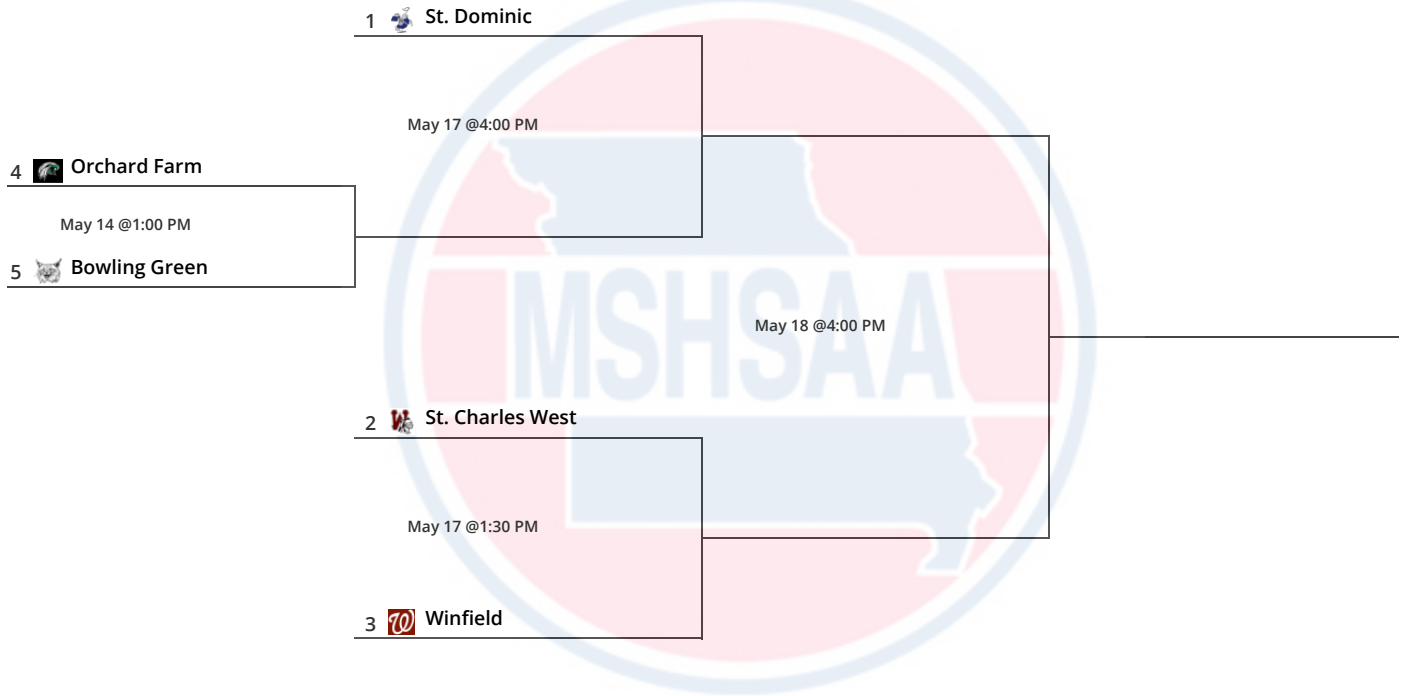 1 St. Dominic
May 17 @4:00 PM
4 Orchard Farm
May 14 @1:00 PM
5 Bowling Green
MSHSAA
May 18 @4:00 PM
2 St. Charles West
May 17 @1:30 PM
3 W Winfield